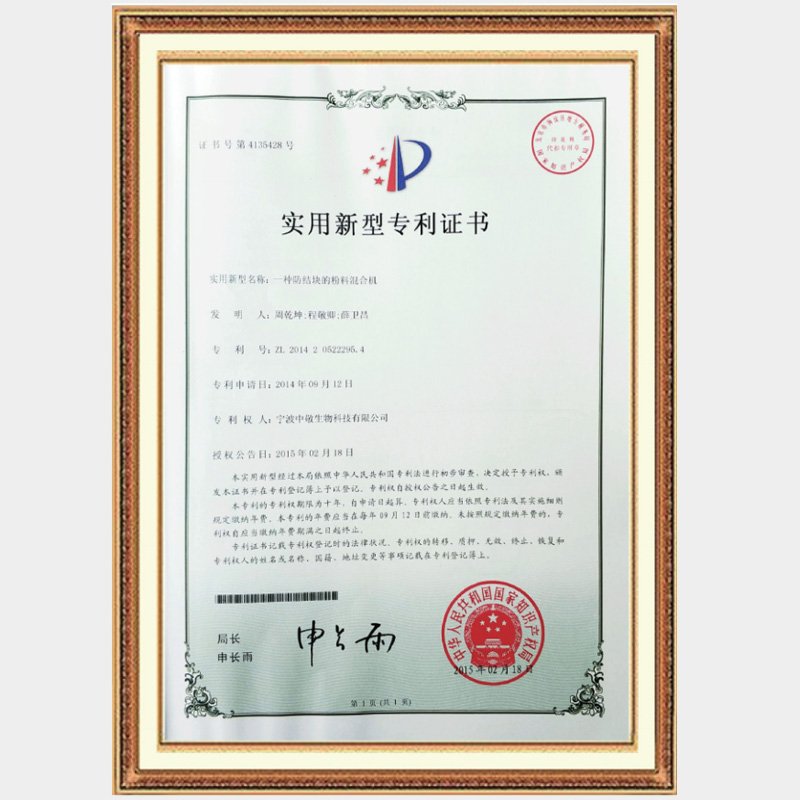 证书号第4135428号
实用新型专利证书
实用新型名称：一种防结块的粉料混合机
发明人：周乾坤;程敬卿;薛卫昌
专利号：ZL 2014 2 0522295.4
专利申请日：2014年09月12日
专利权人：宁波中敬生物科技有限公司
授权公告日：2015年02月18日
本实用新型经过本局依照中华人民共和国专利法进行初步审查，决定授予专利权，颁
发本证书并在专利登记簿上予以登记。专利权自授权公告之日起生效。
本专利的专利权期限为十年，自申请日起算。专利权人应当依照专利法及其实施细则
规定缴纳年费。本专利的年费应当在每年09月12日前缴纳。未按照规定缴纳年费的，专
利权自应当缴纳年费期满之日起终止。
专利证书记载专利权登记时的法律状况。专利权的转移、质押、无效、终止、恢复和
专利权人的姓名或名称、国籍、地址变更等事项记载在专利登记簿上。
局长
申长雨
申长雨
中华人民共和国国家知识产权局
2015年02月18日
第1页(共1页)